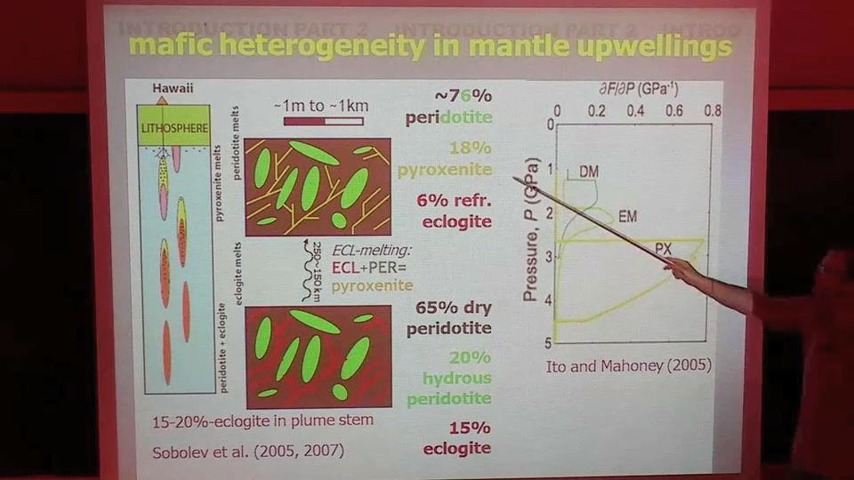 INTRODUCTION PART 2 INTRODUCTION PART 2 INTROD
mafic heterogeneity in mantle upwellings
Hawaii
LITHOSPHERE
peridotite melts
pyroxenite melts
eclogite melts
peridotite + eclogite
~1m to ~1km
250~150 km
ECL-melting:
ECL+PER=
pyroxenite
~76%
peridotite
18%
pyroxenite
6% refr.
eclogite
65% dry
peridotite
20%
hydrous
peridotite
15%
eclogite
15-20%-eclogite in plume stem
Sobolev et al. (2005, 2007)
∂F/∂P (GPa⁻¹)
0 0.2 0.4 0.6 0.8
Pressure, P (GPa)
0
1
2
3
4
5
DM
EM
PX
Ito and Mahoney (2005)